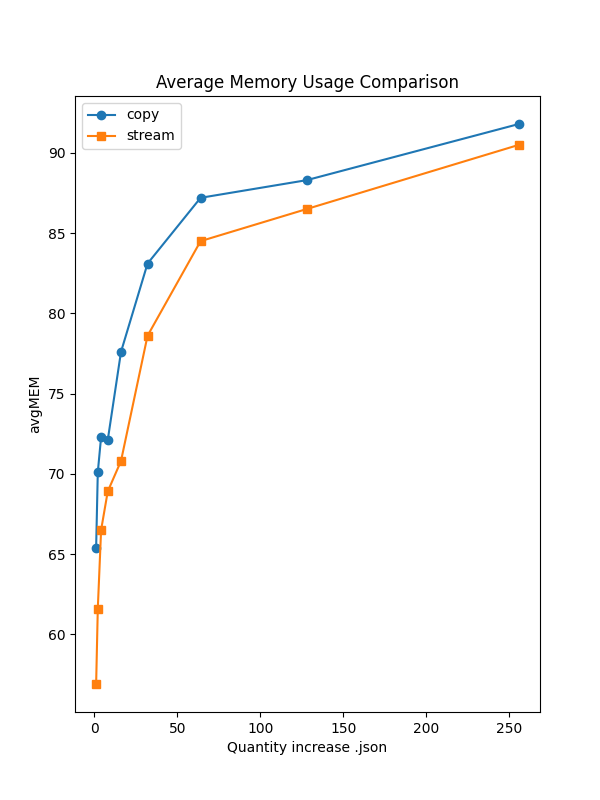 Average Memory Usage Comparison
copy
stream
90
85
80
75
70
65
60
avgMEM
0 50 100 150 200 250
Quantity increase .json